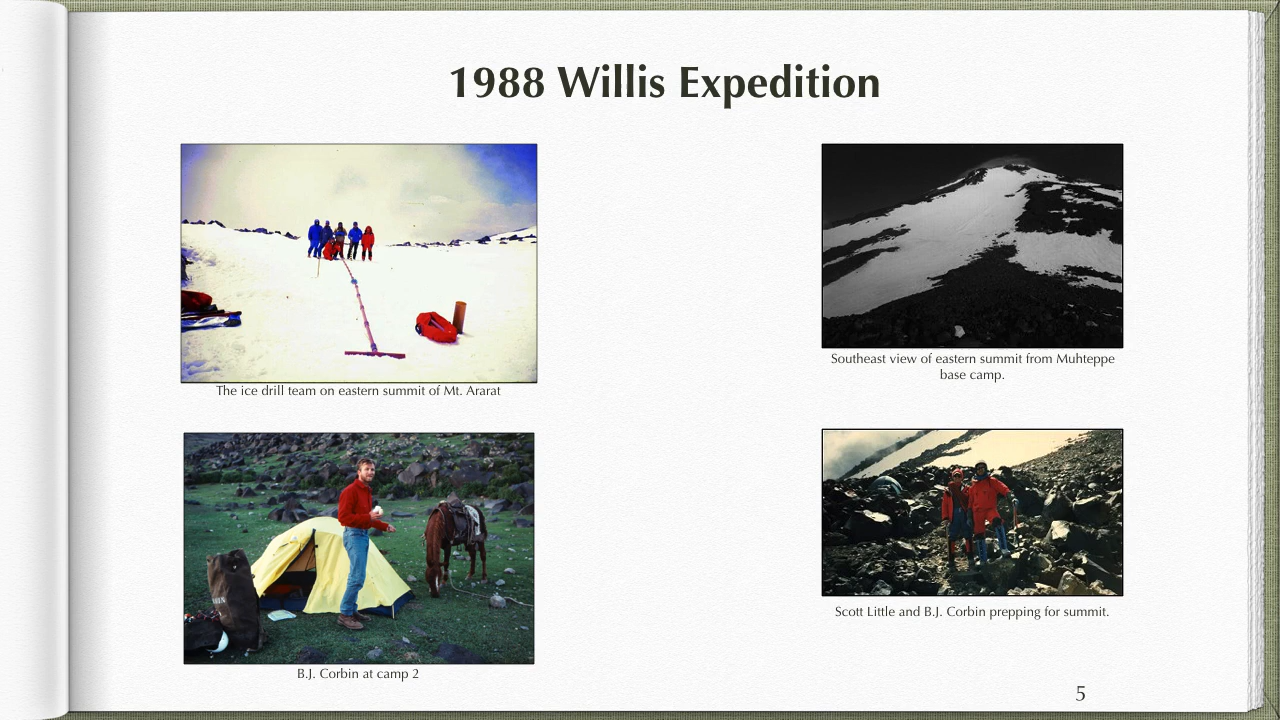 1988 Willis Expedition
The ice drill team on eastern summit of Mt. Ararat
Southeast view of eastern summit from Muhteppe
base camp.
B.J. Corbin at camp 2
Scott Little and B.J. Corbin prepping for summit.
5